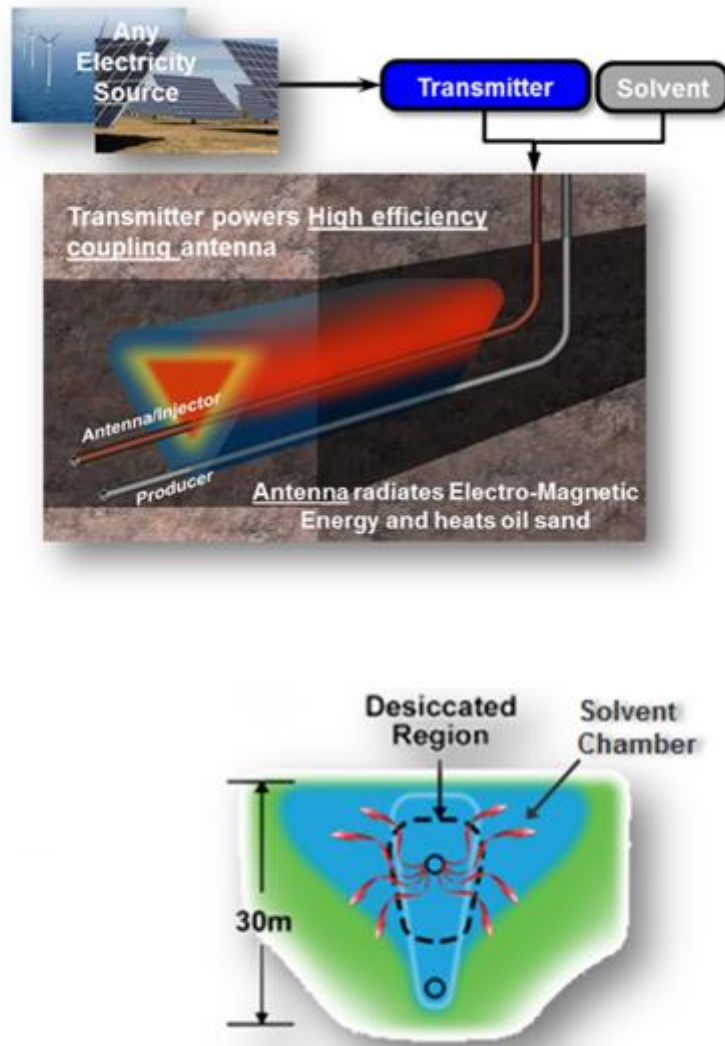 Any
Electricity
Source
Transmitter
Solvent
Transmitter powers High efficiency
coupling antenna
Antenna/Injector
Producer
Antenna radiates Electro-Magnetic
Energy and heats oil sand
Desiccated
Region
Solvent
Chamber
30m